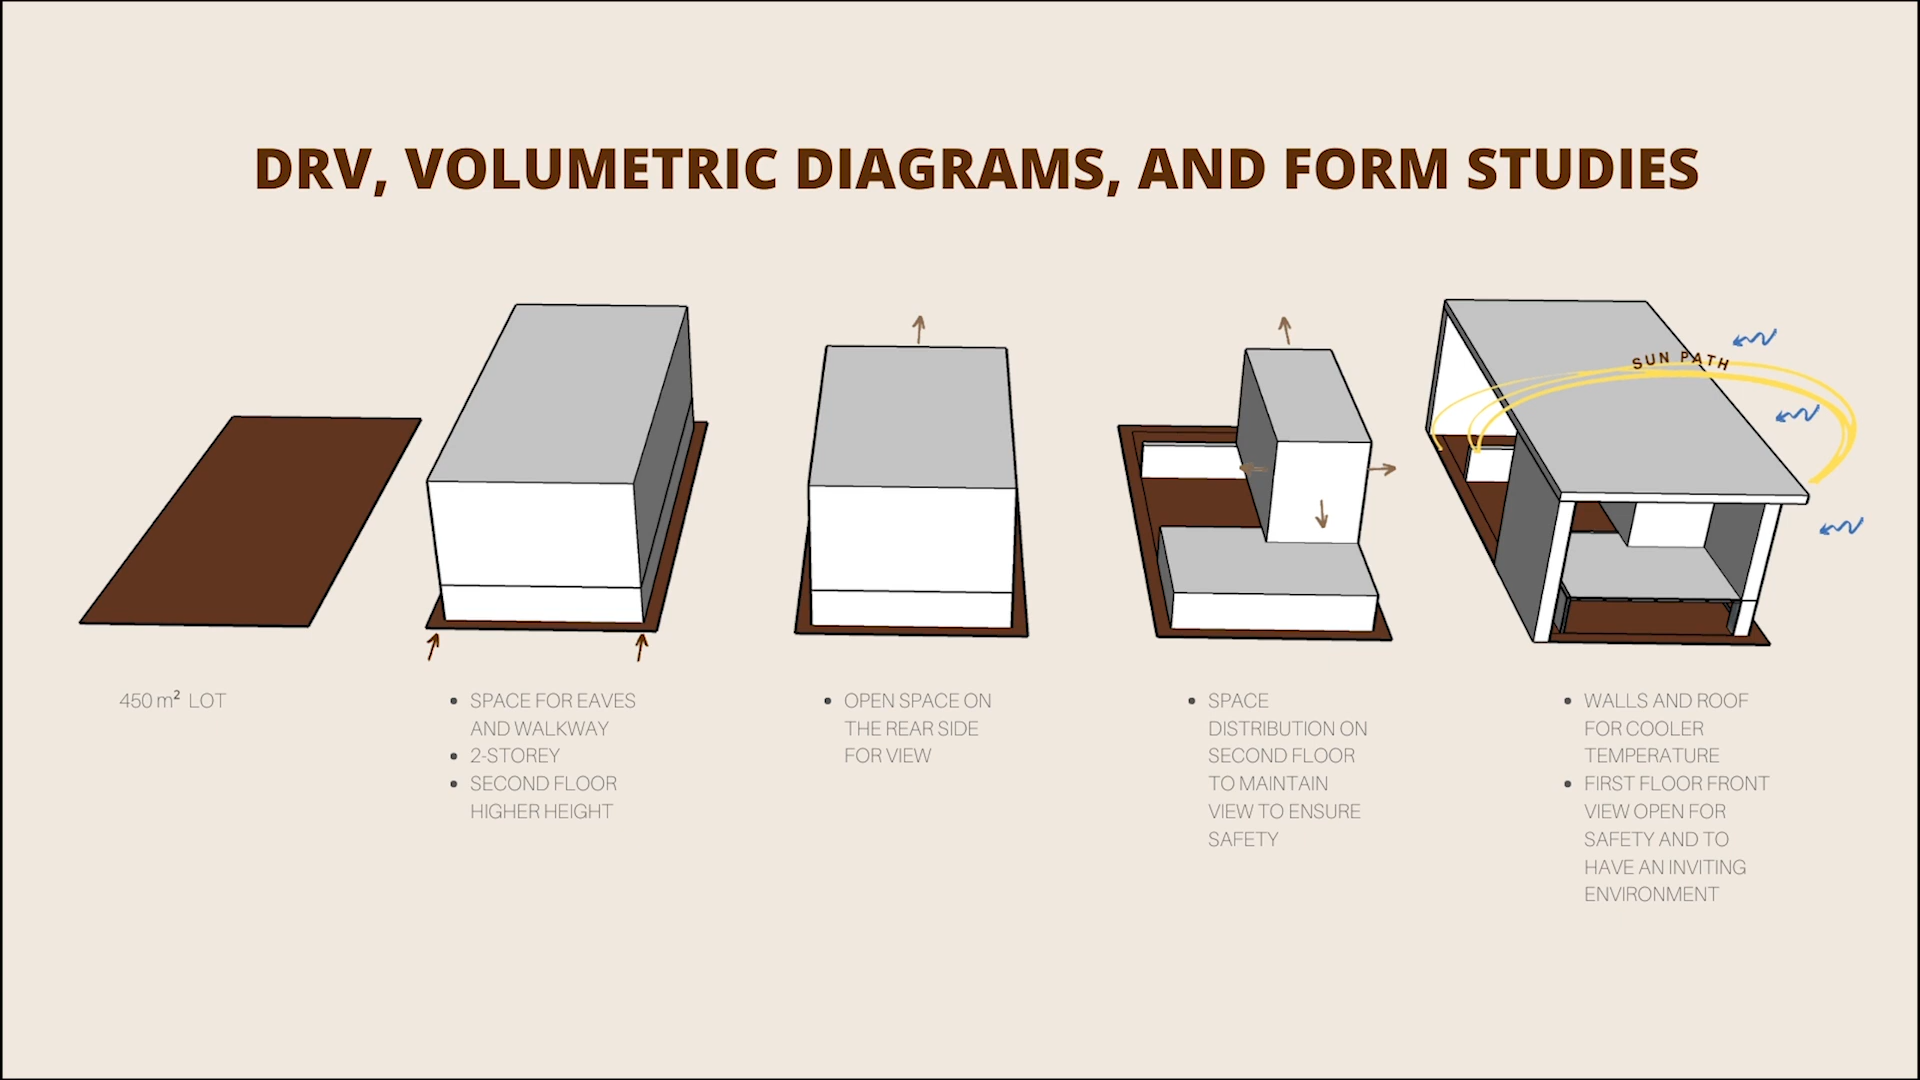 DRV, VOLUMETRIC DIAGRAMS, AND FORM STUDIES
SUN PATH
450 m² LOT
• SPACE FOR EAVES
AND WALKWAY
• 2-STOREY
• SECOND FLOOR
HIGHER HEIGHT
• OPEN SPACE ON
THE REAR SIDE
FOR VIEW
• SPACE
DISTRIBUTION ON
SECOND FLOOR
TO MAINTAIN
VIEW TO ENSURE
SAFETY
• WALLS AND ROOF
FOR COOLER
TEMPERATURE
• FIRST FLOOR FRONT
VIEW OPEN FOR
SAFETY AND TO
HAVE AN INVITING
ENVIRONMENT